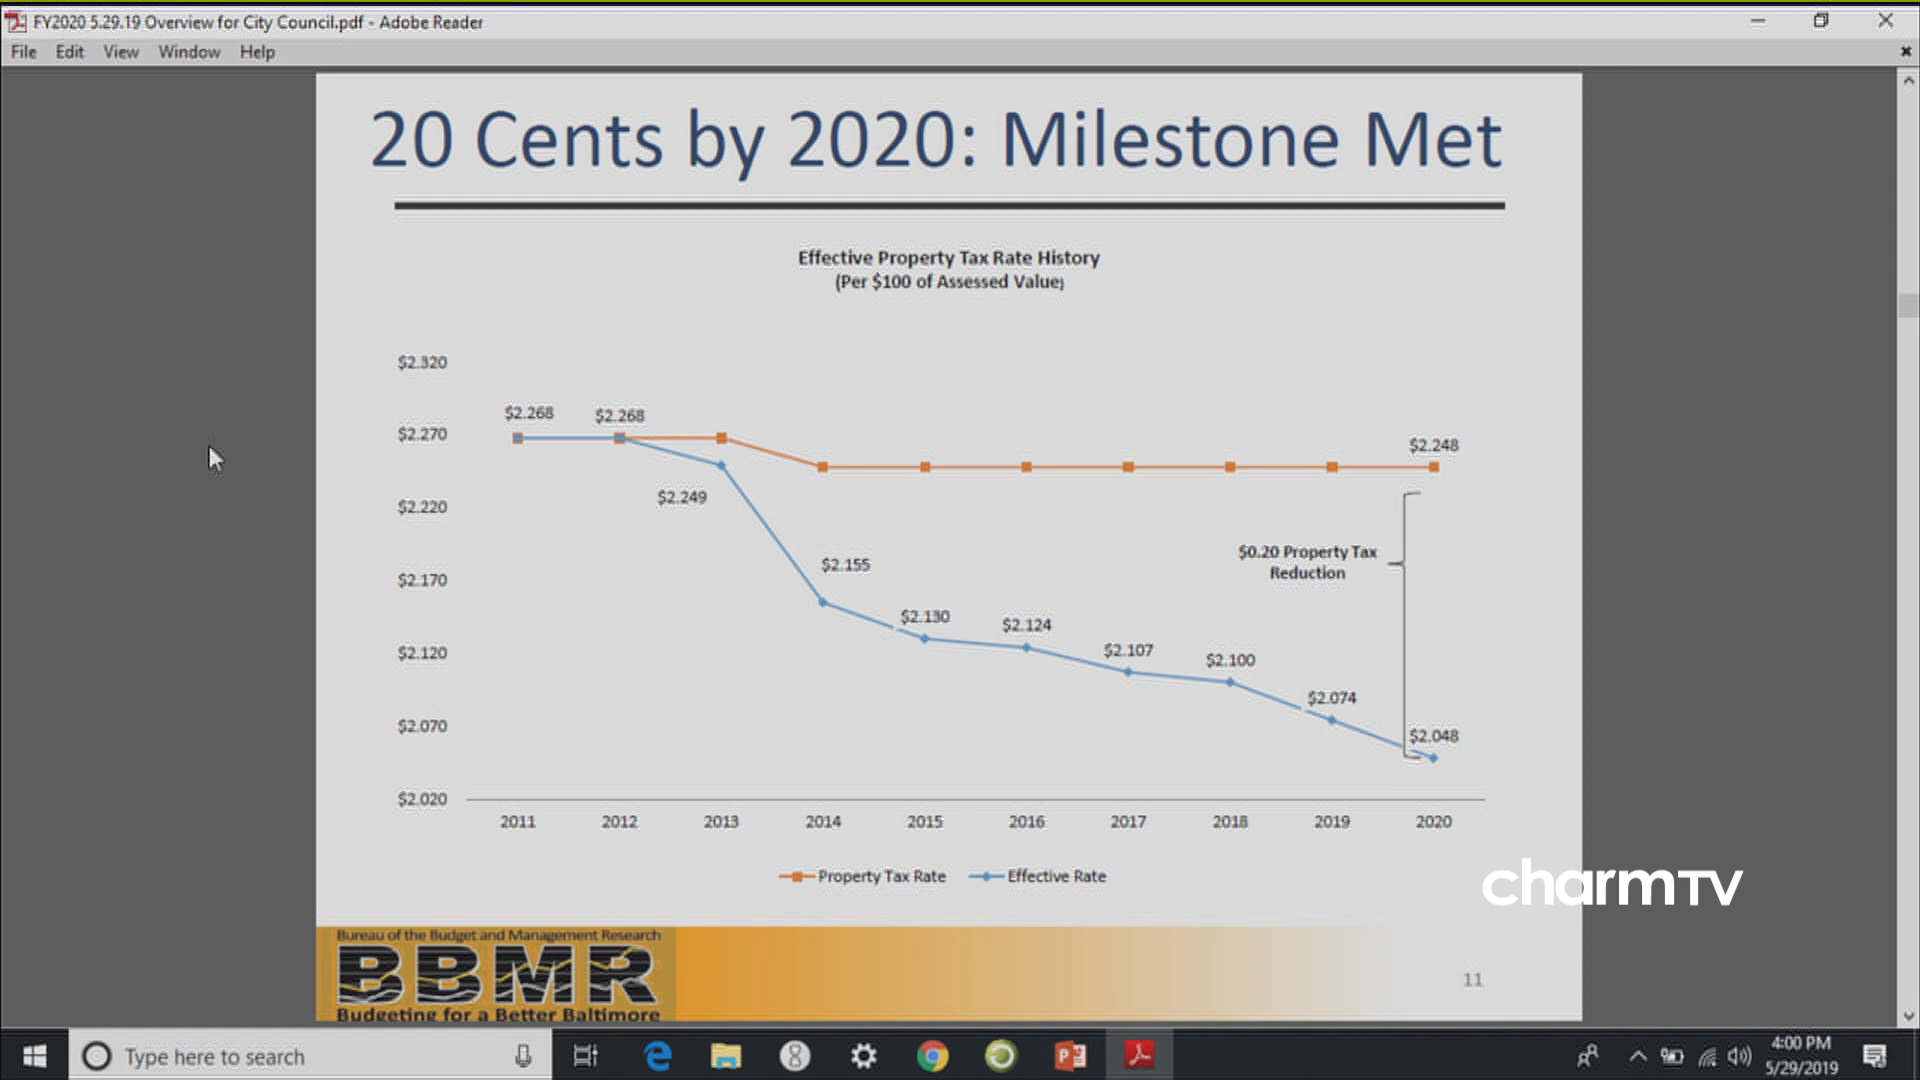 FY2020 5.29.19 Overview for City Council.pdf - Adobe Reader
File Edit View Window Help
20 Cents by 2020: Milestone Met
Effective Property Tax Rate History
(Per $100 of Assessed Value)
$2.320
$2.270
$2.220
$2.170
$2.120
$2.070
$2.020
$2.268
$2.268
$2.249
$2.155
$2.130
$2.124
$2.107
$2.100
$2.074
$2.048
$2.248
$0.20 Property Tax
Reduction
2011 2012 2013 2014 2015 2016 2017 2018 2019 2020
Property Tax Rate Effective Rate
charmTV
Bureau of the Budget and Management Research
BBMR
Budgeting for a Better Baltimore
11
Type here to search
4:00 PM
5/29/2019